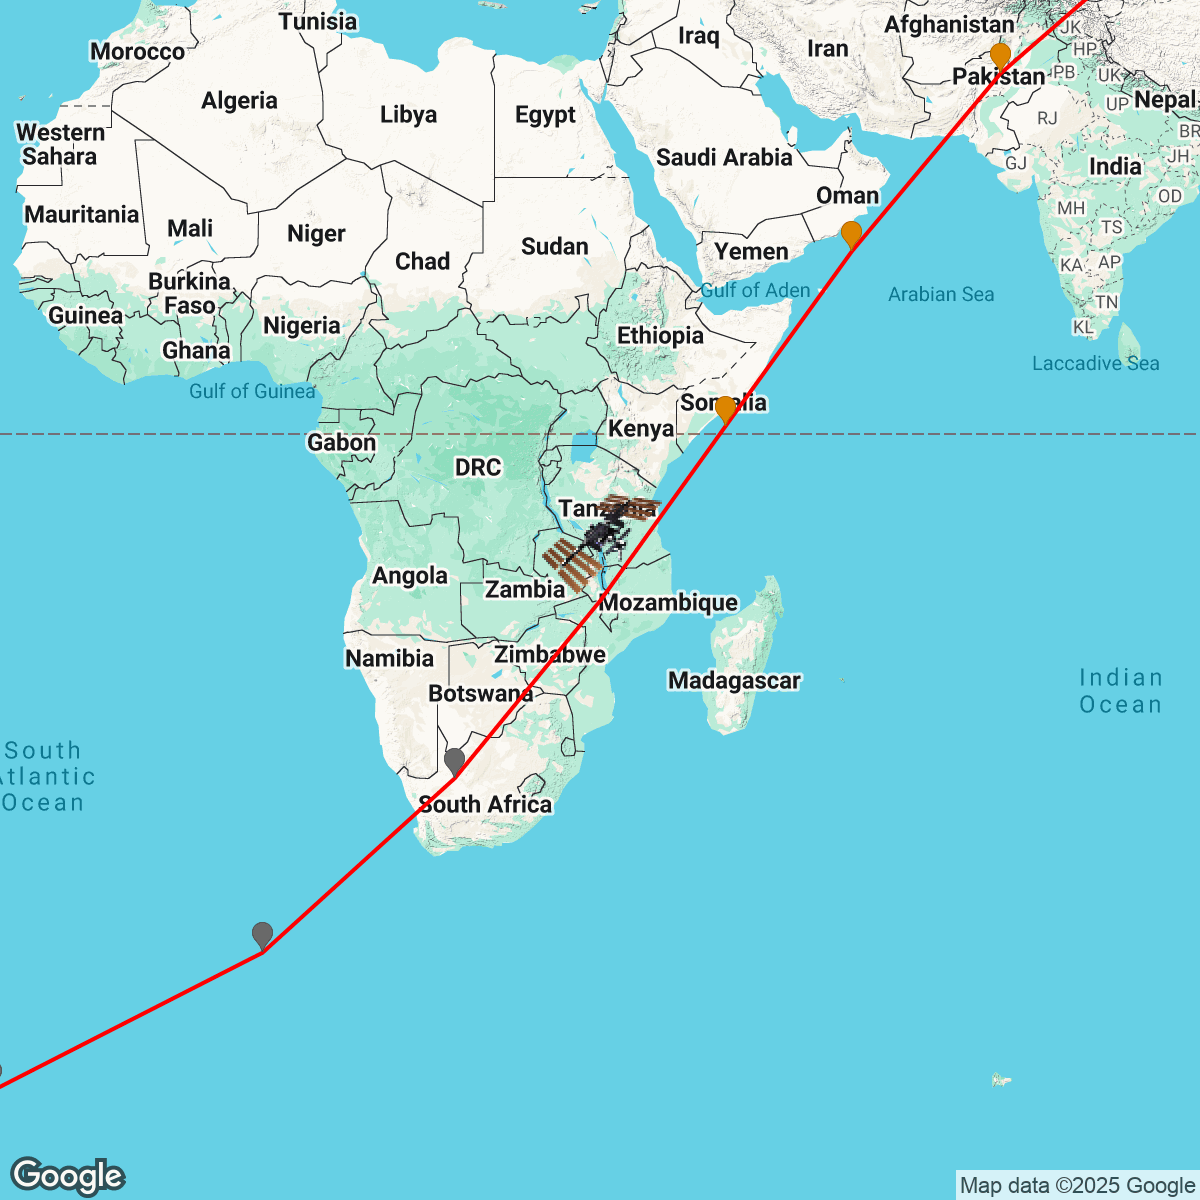 Tunisia
Afghanistan
JK
Morocco
Iraq
Iran
HP
Pakistan
PB
UK
Algeria
Libya
Egypt
UP
Nepal
RJ
Western
Sahara
BR
Saudi Arabia
GJ
India
JH
Oman
OD
Mauritania
Mali
Niger
MH
TS
Sudan
Yemen
Chad
KA
AP
Burkina
Faso
Gulf of Aden
Arabian Sea
TN
Guinea
Nigeria
Ethiopia
KL
Ghana
Laccadive Sea
Gulf of Guinea
Somalia
Kenya
Gabon
DRC
Tanzania
Angola
Zambia
Mozambique
Namibia
Zimbabwe
Botswana
Madagascar
Indian
Ocean
South
Atlantic
Ocean
South Africa
Google
Map data ©2025 Google